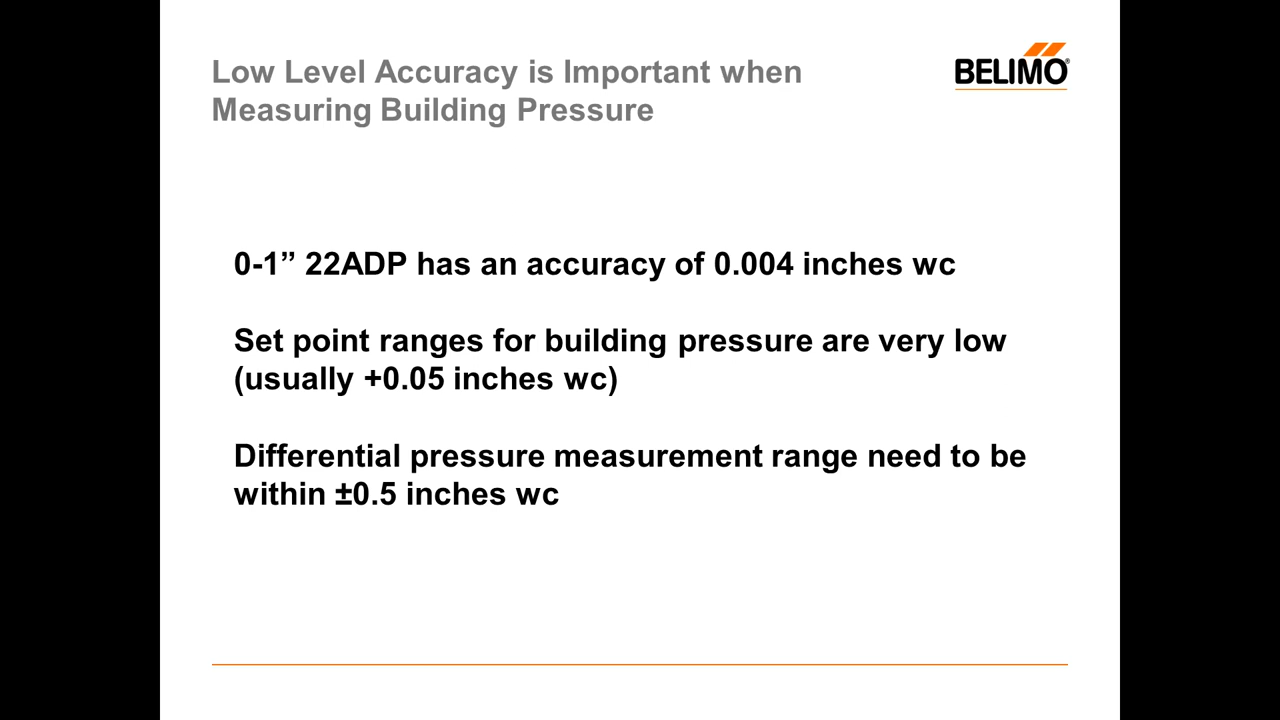 Low Level Accuracy is Important when
Measuring Building Pressure
BELIMO®
0-1” 22ADP has an accuracy of 0.004 inches wc
Set point ranges for building pressure are very low
(usually +0.05 inches wc)
Differential pressure measurement range need to be
within ±0.5 inches wc